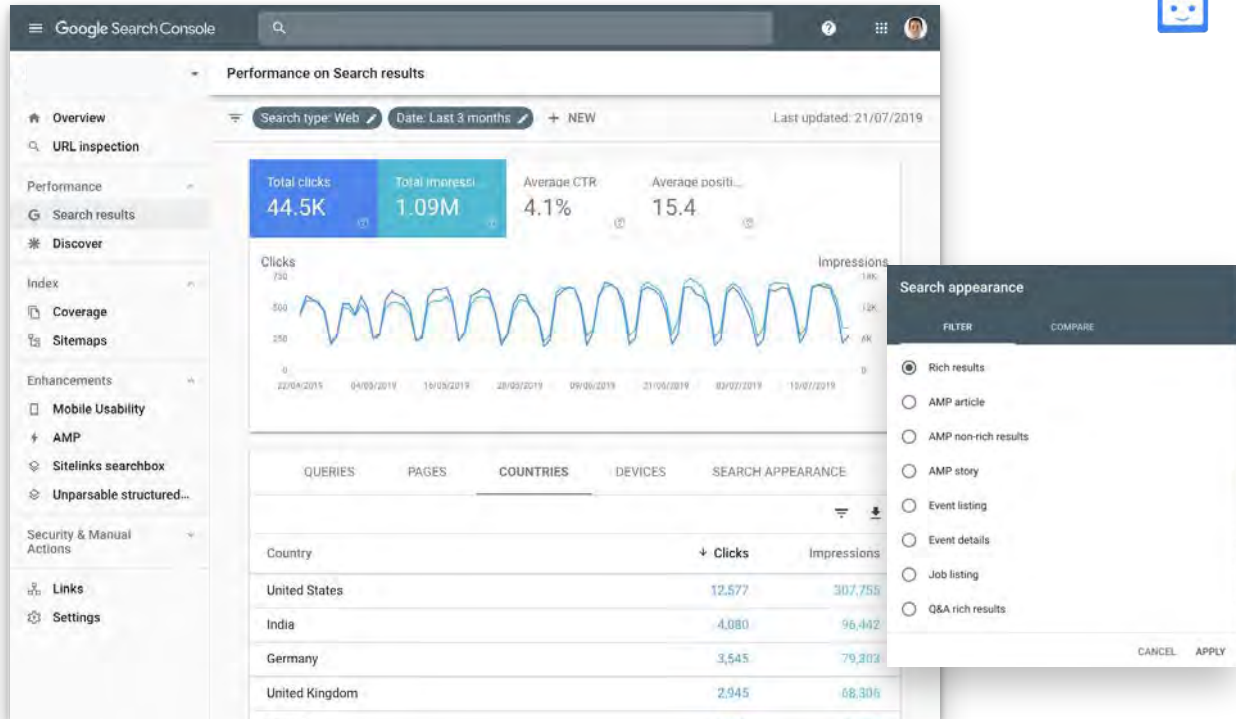 Google Search Console
Performance on Search results
Overview
URL inspection
Performance
Search results
Discover
Index
Coverage
Sitemaps
Enhancements
Mobile Usability
AMP
Sitelinks searchbox
Unparsable structured...
Security & Manual
Actions
Links
Settings
Search type: Web
Date: Last 3 months
+ NEW
Last updated: 21/07/2019
Total clicks
44.5K
Total impressi...
1.09M
Average CTR
4.1%
Average positi...
15.4
Clicks
Impressions
750
500
250
0
18K
12K
6K
0
22/04/2019 04/05/2019 16/05/2019 28/05/2019 09/06/2019 21/06/2019 03/07/2019 15/07/2019
QUERIES PAGES COUNTRIES DEVICES SEARCH APPEARANCE
Country Clicks Impressions
United States 12,577 307,755
India 4,080 96,442
Germany 3,545 79,303
United Kingdom 2,945 68,306
Search appearance
FILTER COMPARE
Rich results
AMP article
AMP non-rich results
AMP story
Event listing
Event details
Job listing
Q&A rich results
CANCEL APPLY